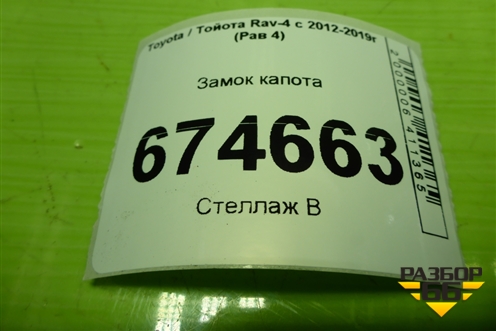 Toyota / Тойота Rav-4 с 2012-2019г
(Рав 4)
Замок капота
674663
Стеллаж В
2000006411365
РАЗБОР
66